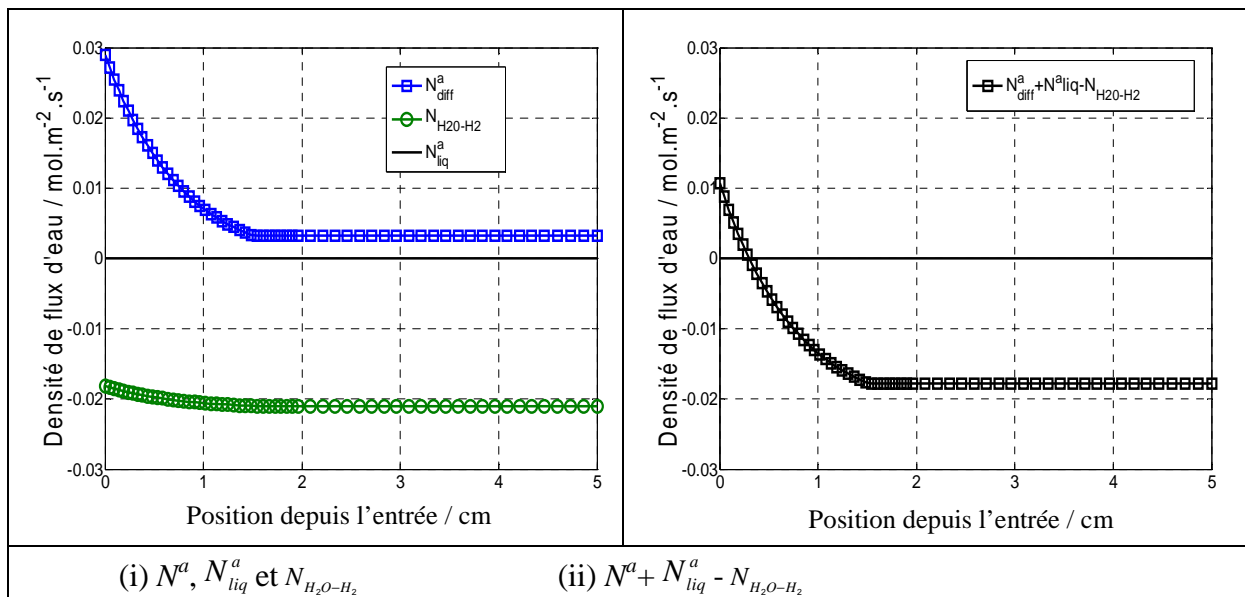 0.03
0.02
0.01
0
-0.01
-0.02
-0.03
Densité de flux d'eau / mol.m⁻².s⁻¹
N^a_diff
N_H20-H2
N^a_liq
0 1 2 3 4 5
Position depuis l'entrée / cm
0.03
0.02
0.01
0
-0.01
-0.02
-0.03
Densité de flux d'eau / mol.m⁻².s⁻¹
N^a_diff+N^aliq-N_H20-H2
0 1 2 3 4 5
Position depuis l'entrée / cm
(i) N^a, N^a_liq et N_H₂O−H₂
(ii) N^a+ N^a_liq - N_H₂O−H₂